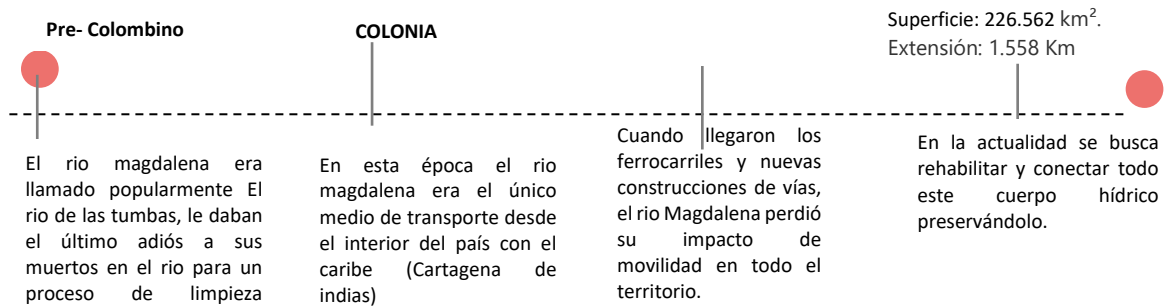 Pre- Colombino
El rio magdalena era
llamado popularmente El
rio de las tumbas, le daban
el último adiós a sus
muertos en el rio para un
proceso de limpieza
COLONIA
En esta época el rio
magdalena era el único
medio de transporte desde
el interior del país con el
caribe (Cartagena de
indias)
Cuando llegaron los
ferrocarriles y nuevas
construcciones de vías,
el rio Magdalena perdió
su impacto de
movilidad en todo el
territorio.
Superficie: 226.562 km².
Extensión: 1.558 Km
En la actualidad se busca
rehabilitar y conectar todo
este cuerpo hídrico
preservándolo.